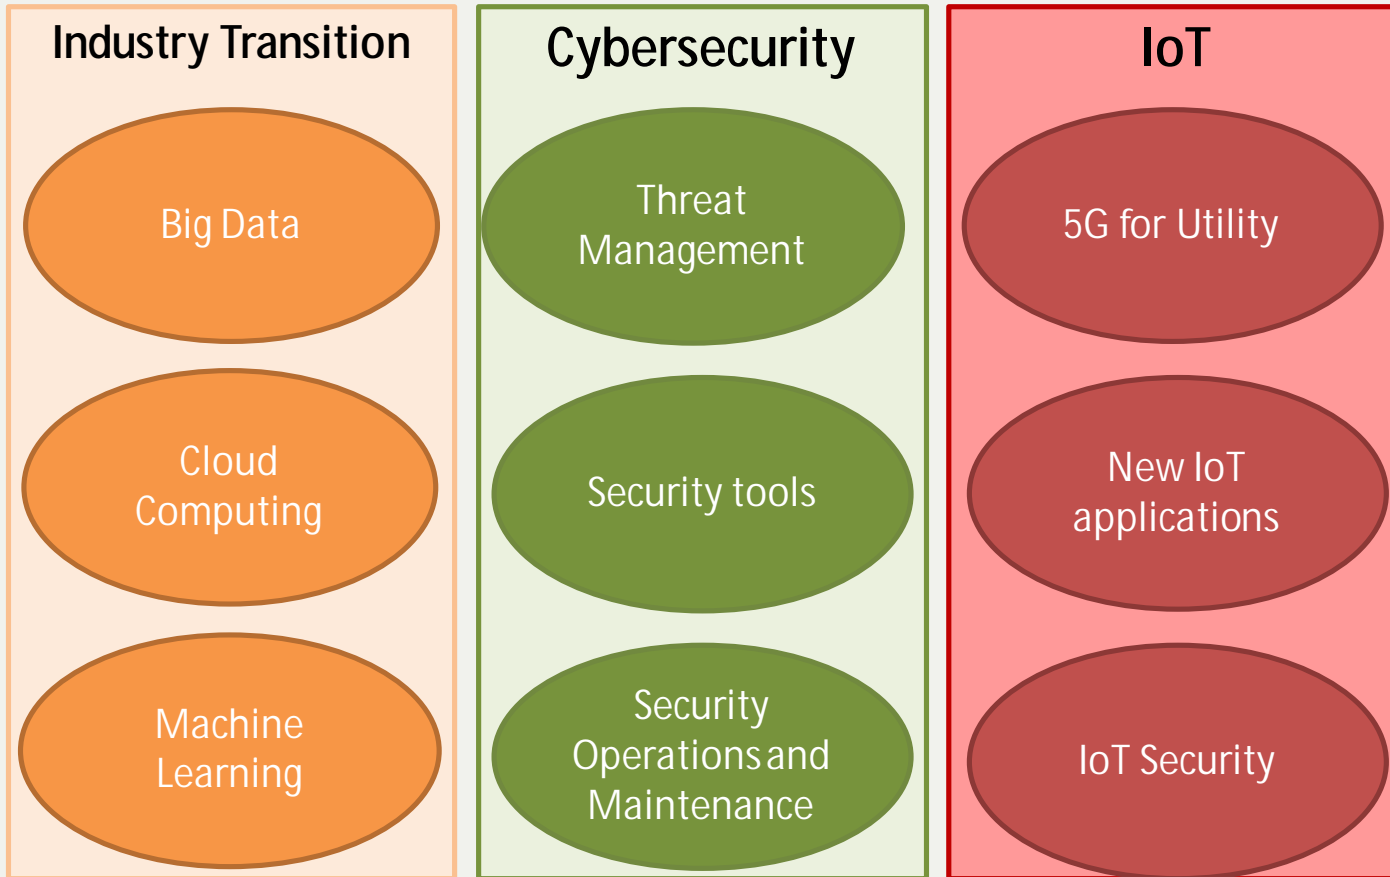 Industry Transition
Big Data
Cloud
Computing
Machine
Learning
Cybersecurity
Threat
Management
Security tools
Security
Operations and
Maintenance
IoT
5G for Utility
New IoT
applications
IoT Security